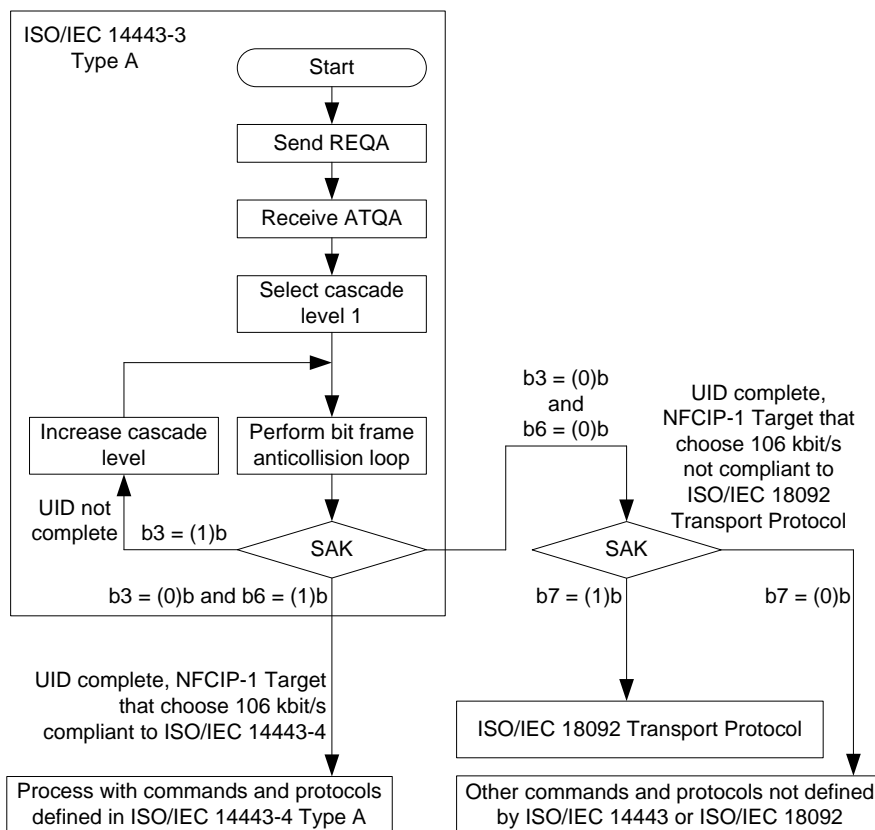 ISO/IEC 14443-3
Type A
Start
Send REQA
Receive ATQA
Select cascade
level 1
Increase cascade
level
Perform bit frame
anticollision loop
b3 = (0)b
and
b6 = (0)b
UID complete,
NFCIP-1 Target that
choose 106 kbit/s
not compliant to
ISO/IEC 18092
Transport Protocol
UID not
complete
b3 = (1)b
SAK
SAK
b3 = (0)b and b6 = (1)b
b7 = (1)b
b7 = (0)b
UID complete, NFCIP-1 Target
that choose 106 kbit/s
compliant to ISO/IEC 14443-4
ISO/IEC 18092 Transport Protocol
Process with commands and protocols
defined in ISO/IEC 14443-4 Type A
Other commands and protocols not defined
by ISO/IEC 14443 or ISO/IEC 18092